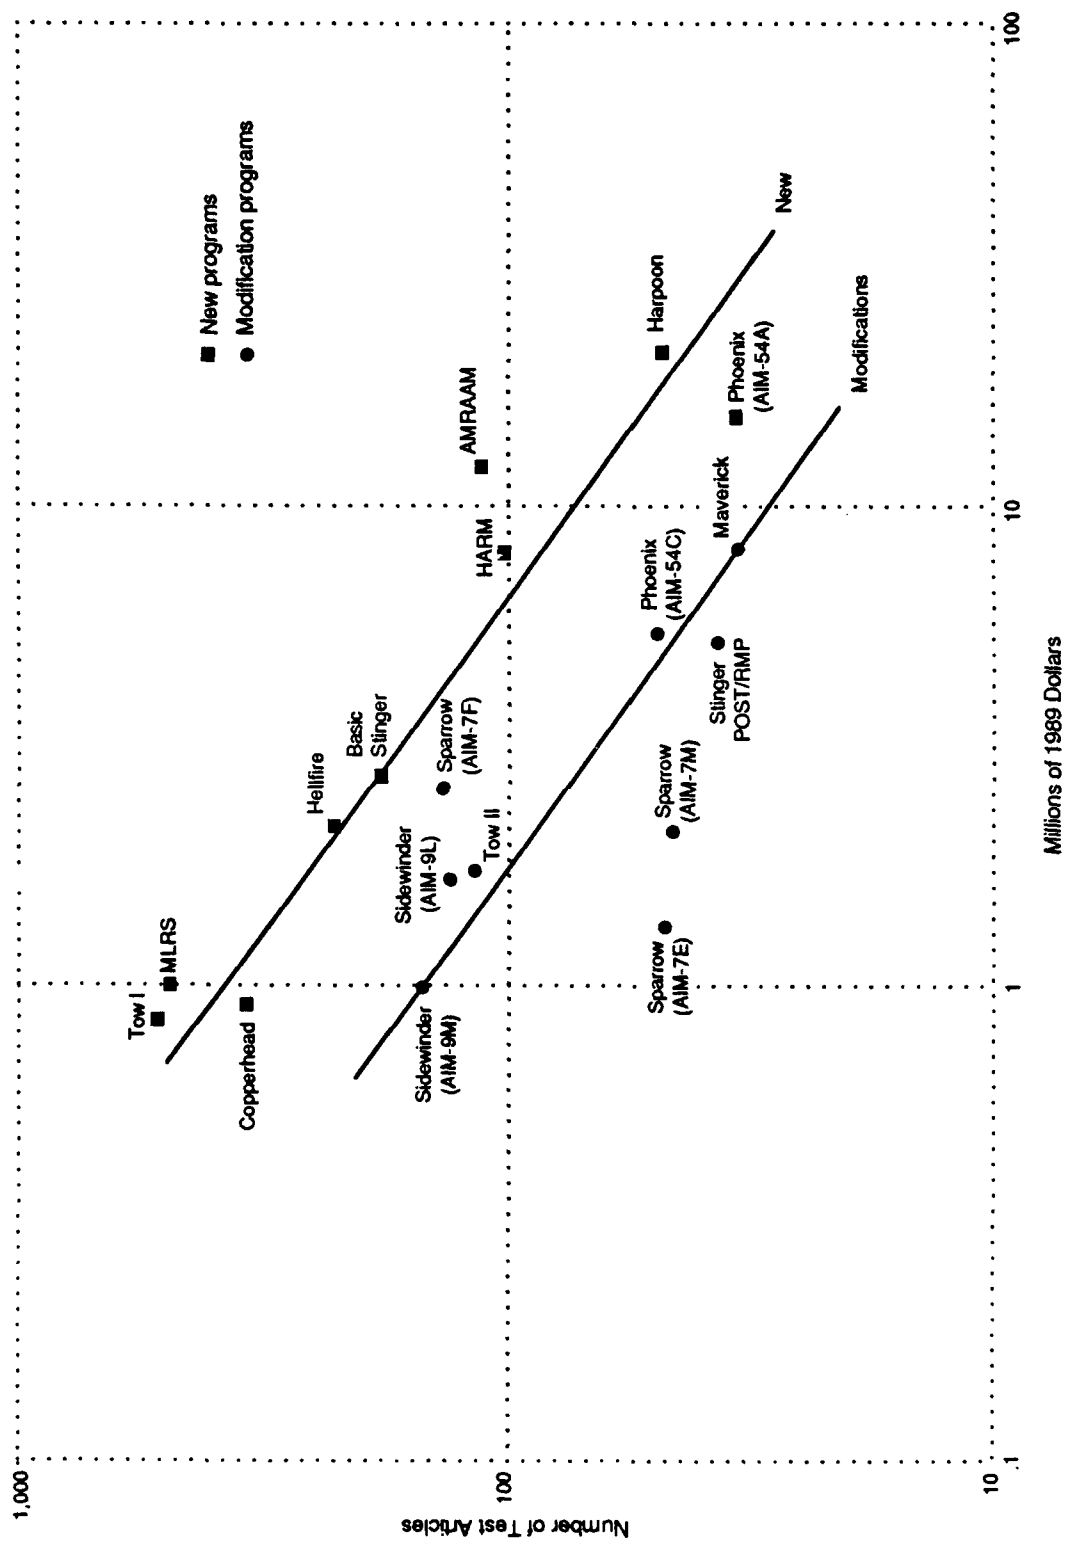 1,000
100
10
Number of Test Articles
.1
1
10
100
Millions of 1989 Dollars
New programs
Modification programs
Tow I
MLRS
Copperhead
Hellfire
Basic
Stinger
HARM
AMRAAM
Harpoon
Phoenix
(AIM-54A)
New
Sidewinder
(AIM-9M)
Sidewinder
(AIM-9L)
Tow II
Sparrow
(AIM-7F)
Sparrow
(AIM-7E)
Sparrow
(AIM-7M)
Stinger
POST/RMP
Phoenix
(AIM-54C)
Maverick
Modifications